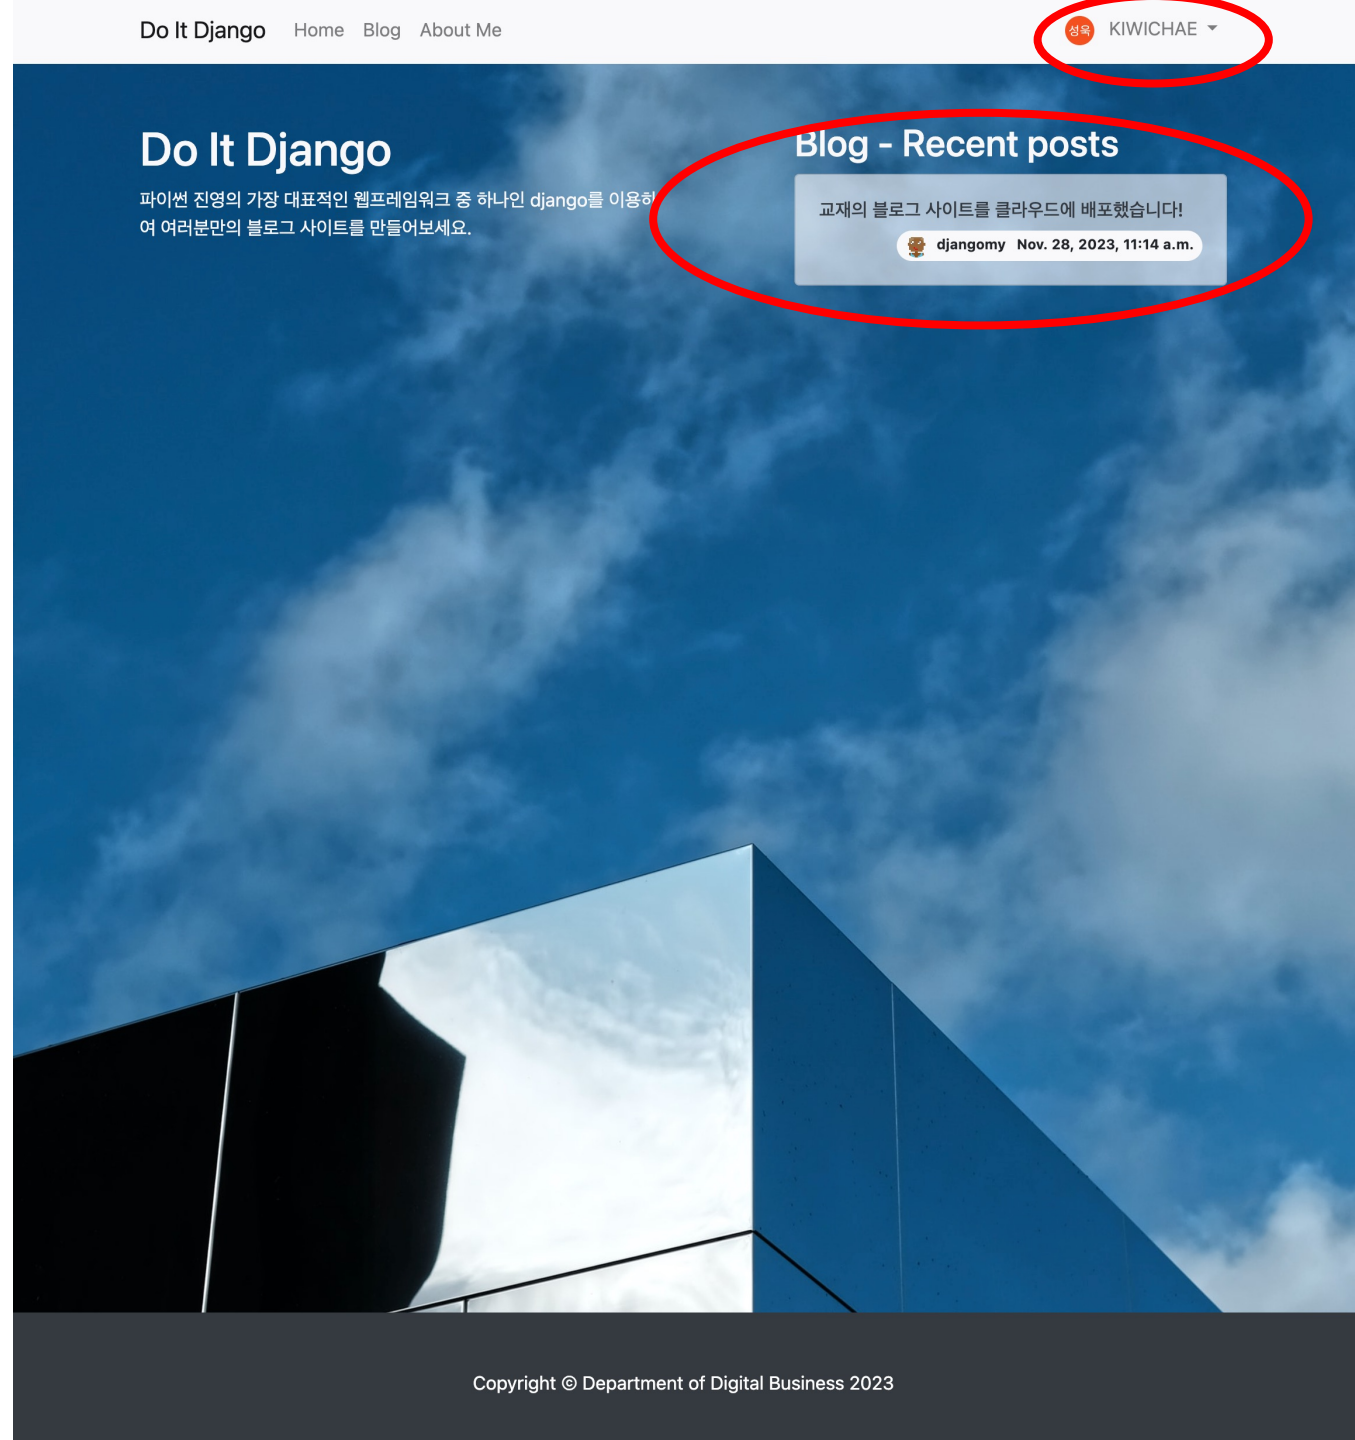 Do It Django Home Blog About Me 성욱 KIWICHAE
Do It Django
파이썬 진영의 가장 대표적인 웹프레임워크 중 하나인 django를 이용하
여 여러분만의 블로그 사이트를 만들어보세요.
Blog - Recent posts
교재의 블로그 사이트를 클라우드에 배포했습니다!
djangomy Nov. 28, 2023, 11:14 a.m.
Copyright © Department of Digital Business 2023